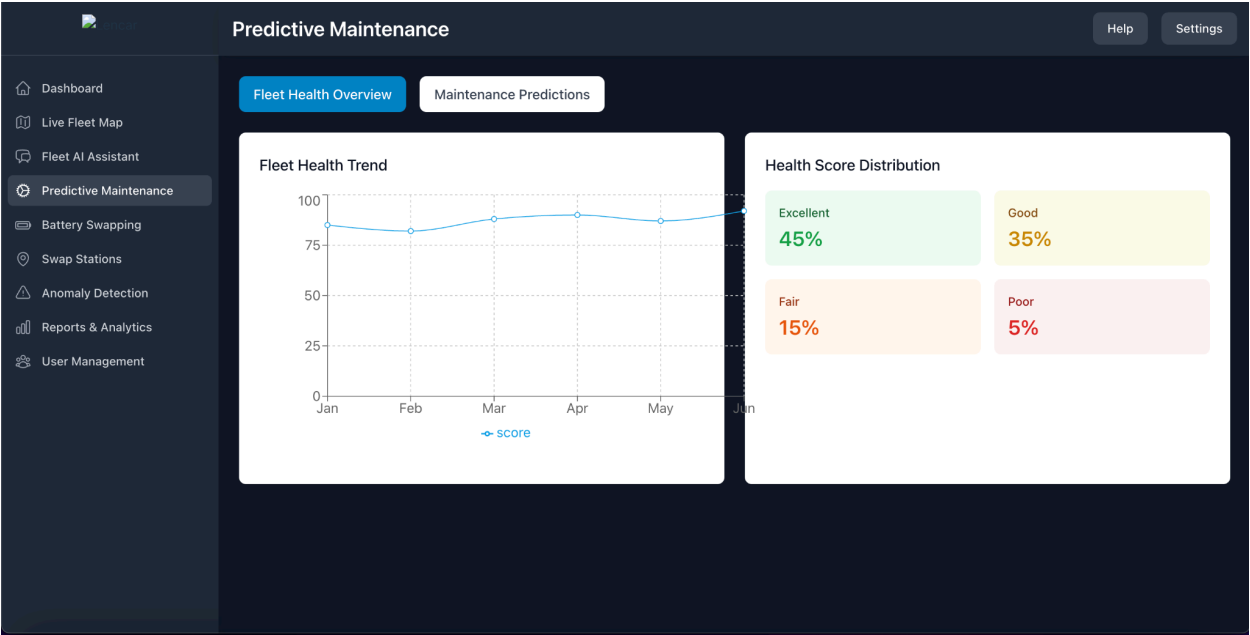 Predictive Maintenance
Help
Settings
Dashboard
Live Fleet Map
Fleet AI Assistant
Predictive Maintenance
Battery Swapping
Swap Stations
Anomaly Detection
Reports & Analytics
User Management
Fleet Health Overview
Maintenance Predictions
Fleet Health Trend
100
75
50
25
0
Jan Feb Mar Apr May Jun
score
Health Score Distribution
Excellent
45%
Good
35%
Fair
15%
Poor
5%